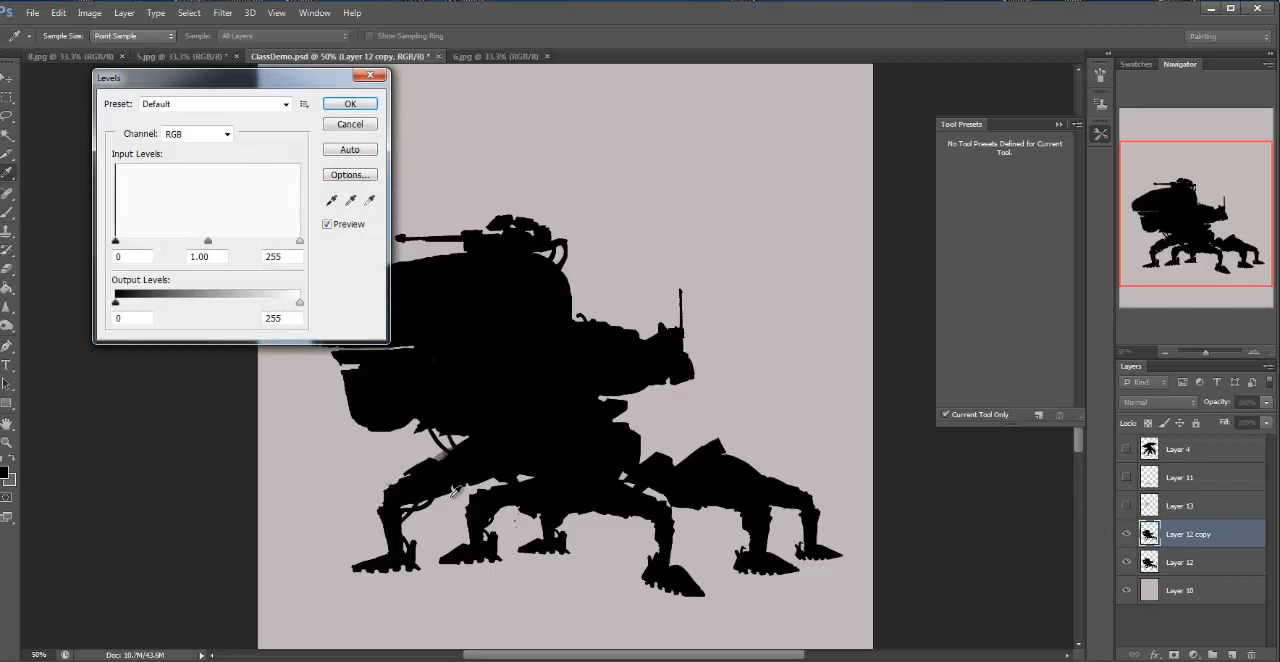 Ps File Edit Image Layer Type Select Filter 3D View Window Help
Sample Size: Point Sample Sample: All Layers Show Sampling Ring Painting
8.jpg @ 33.3% (RGB/8) × 5.jpg @ 33.3% (RGB/8) * × ClassDemo.psd @ 50% (Layer 12 copy, RGB/8) * × 6.jpg @ 33.3% (RGB/8) ×
Swatches Navigator
Levels
Preset: Default OK
Cancel
Channel: RGB
Auto
Input Levels:
Options...
Preview
0 1.00 255
Output Levels:
0 255
Tool Presets
No Tool Presets Defined for Current
Tool.
Current Tool Only
50%
Layers
Kind
Normal Opacity: 100%
Lock: Fill: 100%
Layer 4
Layer 11
Layer 13
Layer 12 copy
Layer 12
Layer 10
50% Doc: 10.7M/43.6M